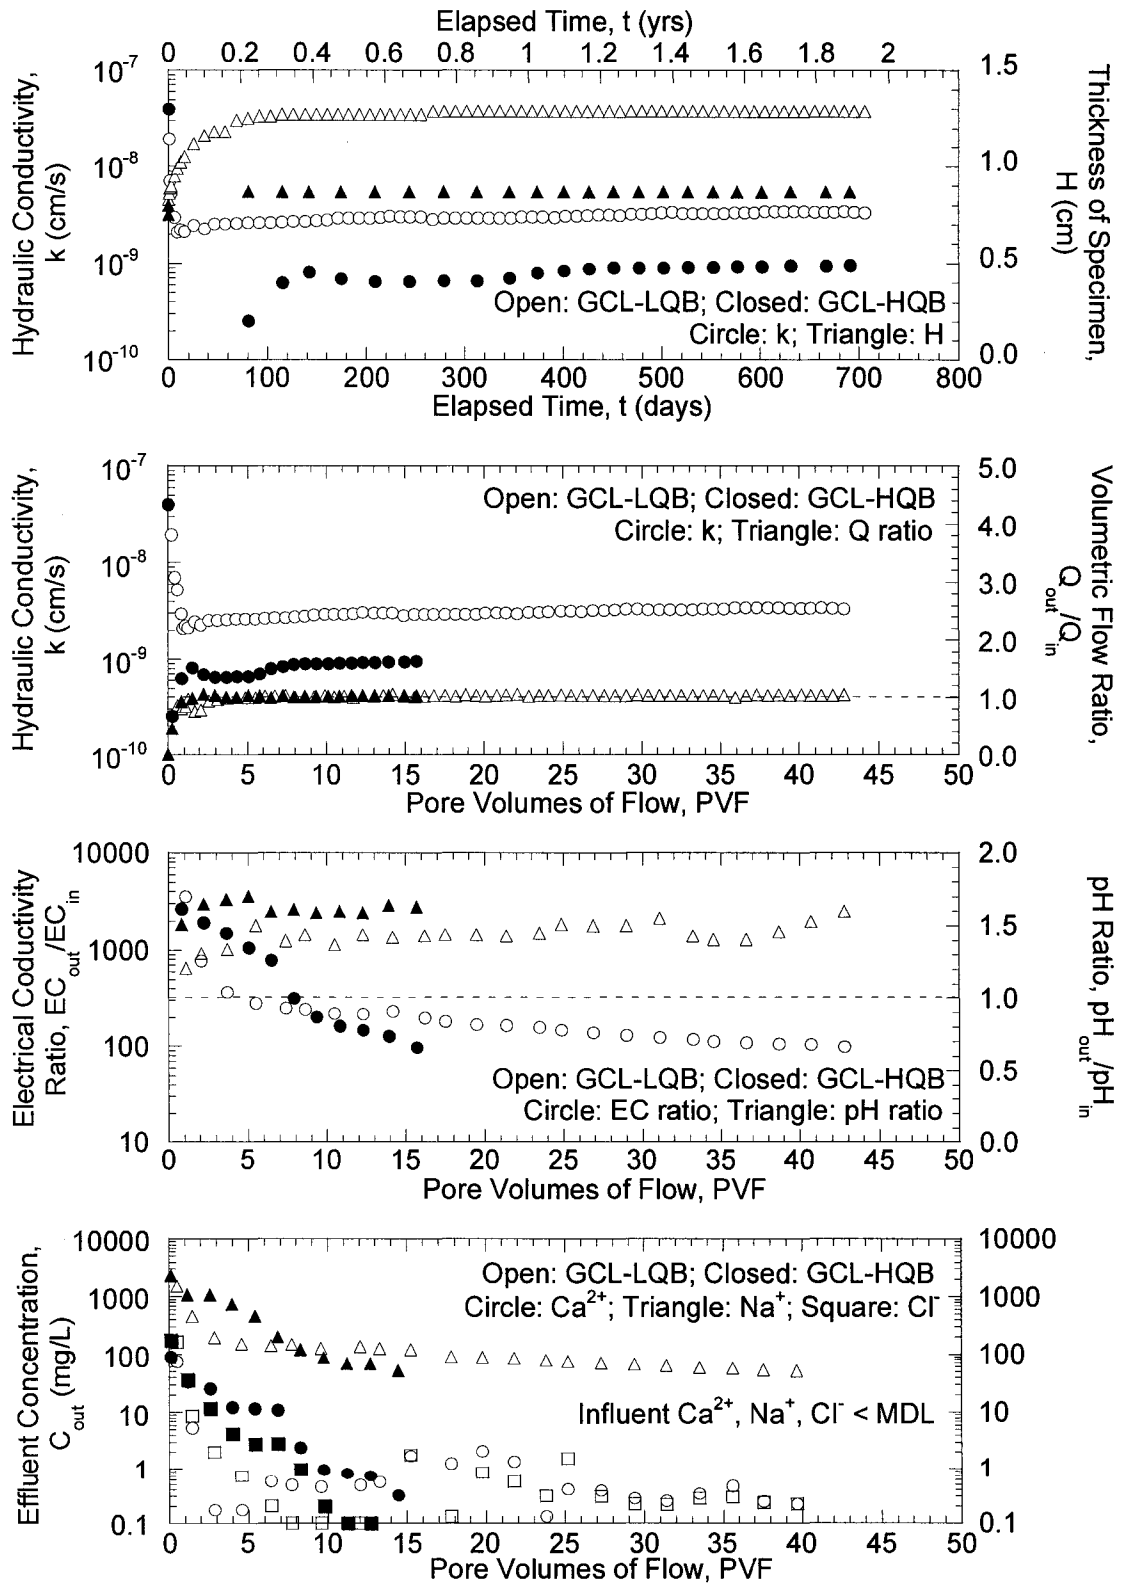 Elapsed Time, t (yrs)
0 0.2 0.4 0.6 0.8 1 1.2 1.4 1.6 1.8 2
Hydraulic Conductivity,
k (cm/s)
10⁻⁷
10⁻⁸
10⁻⁹
10⁻¹⁰
1.5
1.0
0.5
0.0
Thickness of Specimen,
H (cm)
Open: GCL-LQB; Closed: GCL-HQB
Circle: k; Triangle: H
0 100 200 300 400 500 600 700 800
Elapsed Time, t (days)
Hydraulic Conductivity,
k (cm/s)
10⁻⁷
10⁻⁸
10⁻⁹
10⁻¹⁰
5.0
4.0
3.0
2.0
1.0
0.0
Volumetric Flow Ratio,
Q_out/Q_in
Open: GCL-LQB; Closed: GCL-HQB
Circle: k; Triangle: Q ratio
0 5 10 15 20 25 30 35 40 45 50
Pore Volumes of Flow, PVF
Electrical Coductivity
Ratio, EC_out/EC_in
10000
1000
100
10
2.0
1.5
1.0
0.5
0.0
pH Ratio, pH_out/pH_in
Open: GCL-LQB; Closed: GCL-HQB
Circle: EC ratio; Triangle: pH ratio
0 5 10 15 20 25 30 35 40 45 50
Pore Volumes of Flow, PVF
Effluent Concentration,
C_out (mg/L)
10000
1000
100
10
1
0.1
10000
1000
100
10
1
0.1
Open: GCL-LQB; Closed: GCL-HQB
Circle: Ca²⁺; Triangle: Na⁺; Square: Cl⁻
Influent Ca²⁺, Na⁺, Cl⁻ < MDL
0 5 10 15 20 25 30 35 40 45 50
Pore Volumes of Flow, PVF